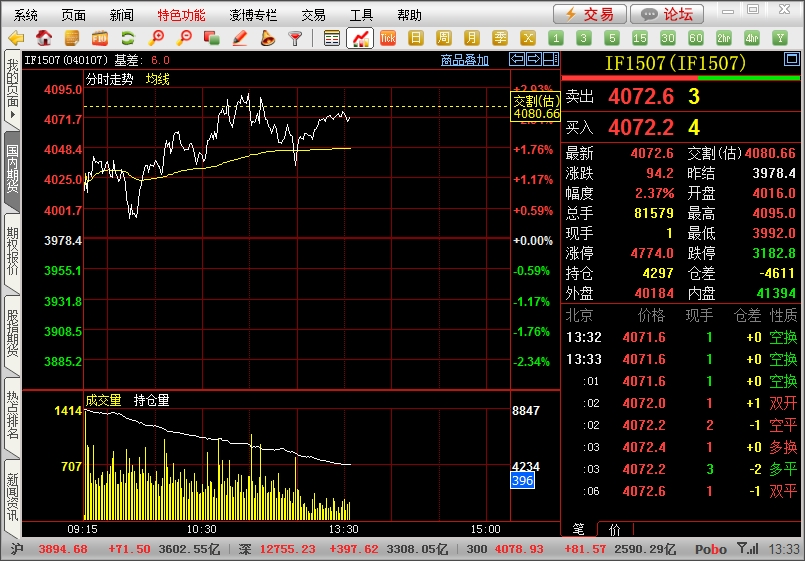 系统 页面 新闻 特色功能 澎博专栏 交易 工具 帮助 交易 论坛
Tick 日 周 月 季 X 1 3 5 15 30 60 2hr 4hr Y
我的页面
国内期货
期权报价
股指期货
热点排名
新闻资讯
IF1507(040107) 基差: 6.0 商品叠加
分时走势 均线
4095.0 +2.93%
4071.7
交割(估)
4080.66
4048.4 +1.76%
4025.0 +1.17%
4001.7 +0.59%
3978.4 +0.00%
3955.1 -0.59%
3931.8 -1.17%
3908.5 -1.76%
3885.2 -2.34%
成交量 持仓量
1414 8847
707 4234
396
09:15 10:30 13:30 15:00
IF1507(IF1507)
卖出 4072.6 3
买入 4072.2 4
最新 4072.6 交割(估) 4080.66
涨跌 94.2 昨结 3978.4
幅度 2.37% 开盘 4016.0
总手 81579 最高 4095.0
现手 1 最低 3992.0
涨停 4774.0 跌停 3182.8
持仓 4297 仓差 -4611
外盘 40184 内盘 41394
北京 价格 现手 仓差 性质
13:32 4071.6 1 +0 空换
13:33 4071.6 1 +0 空换
:01 4071.6 1 +0 空换
:02 4072.0 1 +1 双开
:02 4072.2 2 -1 空平
:03 4072.4 1 +0 多换
:03 4072.2 3 -2 多平
:06 4072.6 1 -1 双平
笔 价
沪 3894.68 +71.50 3602.55亿 深 12755.23 +397.62 3308.05亿 300 4078.93 +81.57 2590.29亿 Pobo 13:33